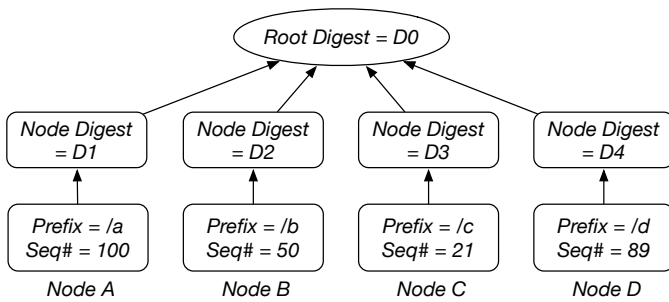 Root Digest = D0
Node Digest
= D1
Node Digest
= D2
Node Digest
= D3
Node Digest
= D4
Prefix = /a
Seq# = 100
Prefix = /b
Seq# = 50
Prefix = /c
Seq# = 21
Prefix = /d
Seq# = 89
Node A
Node B
Node C
Node D